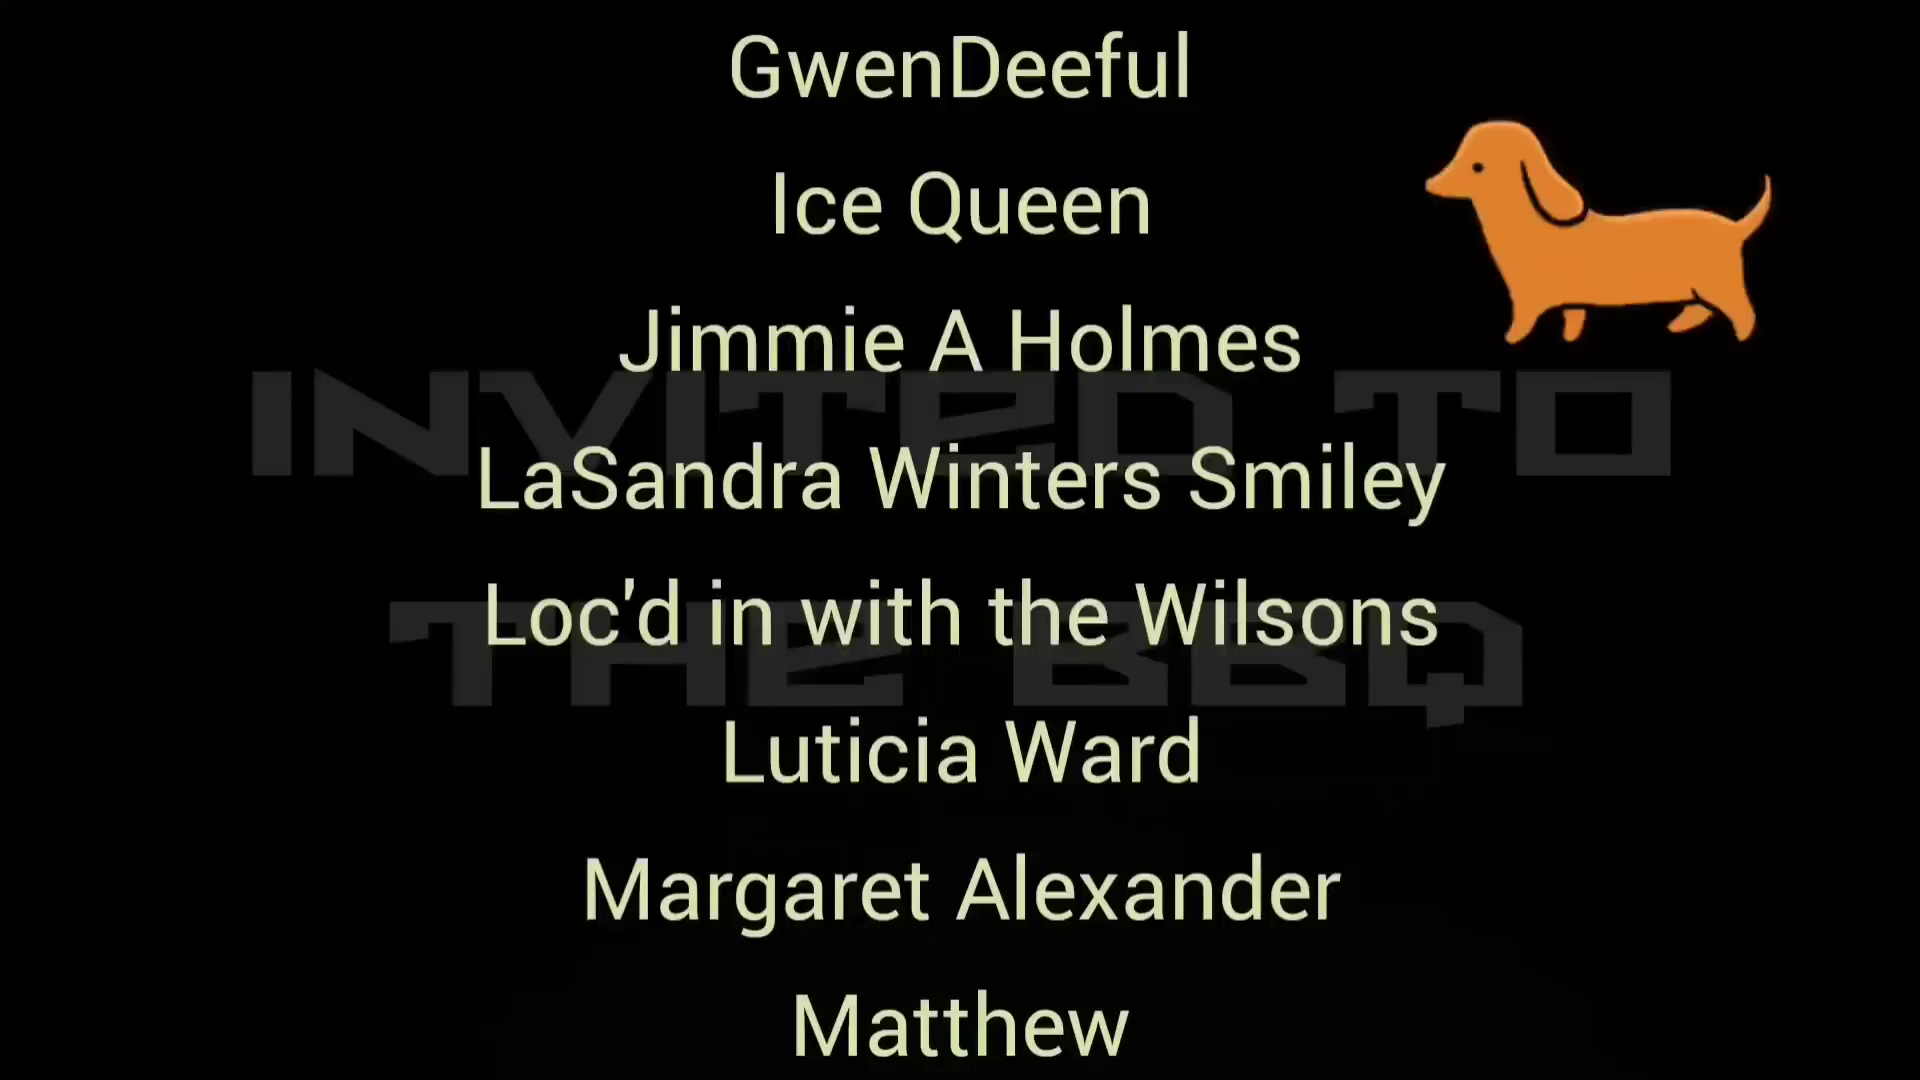 GwenDeeful
Ice Queen
Jimmie A Holmes
INVITED TO
LaSandra Winters Smiley
Loc'd in with the Wilsons
THE BBQ
Luticia Ward
Margaret Alexander
Matthew